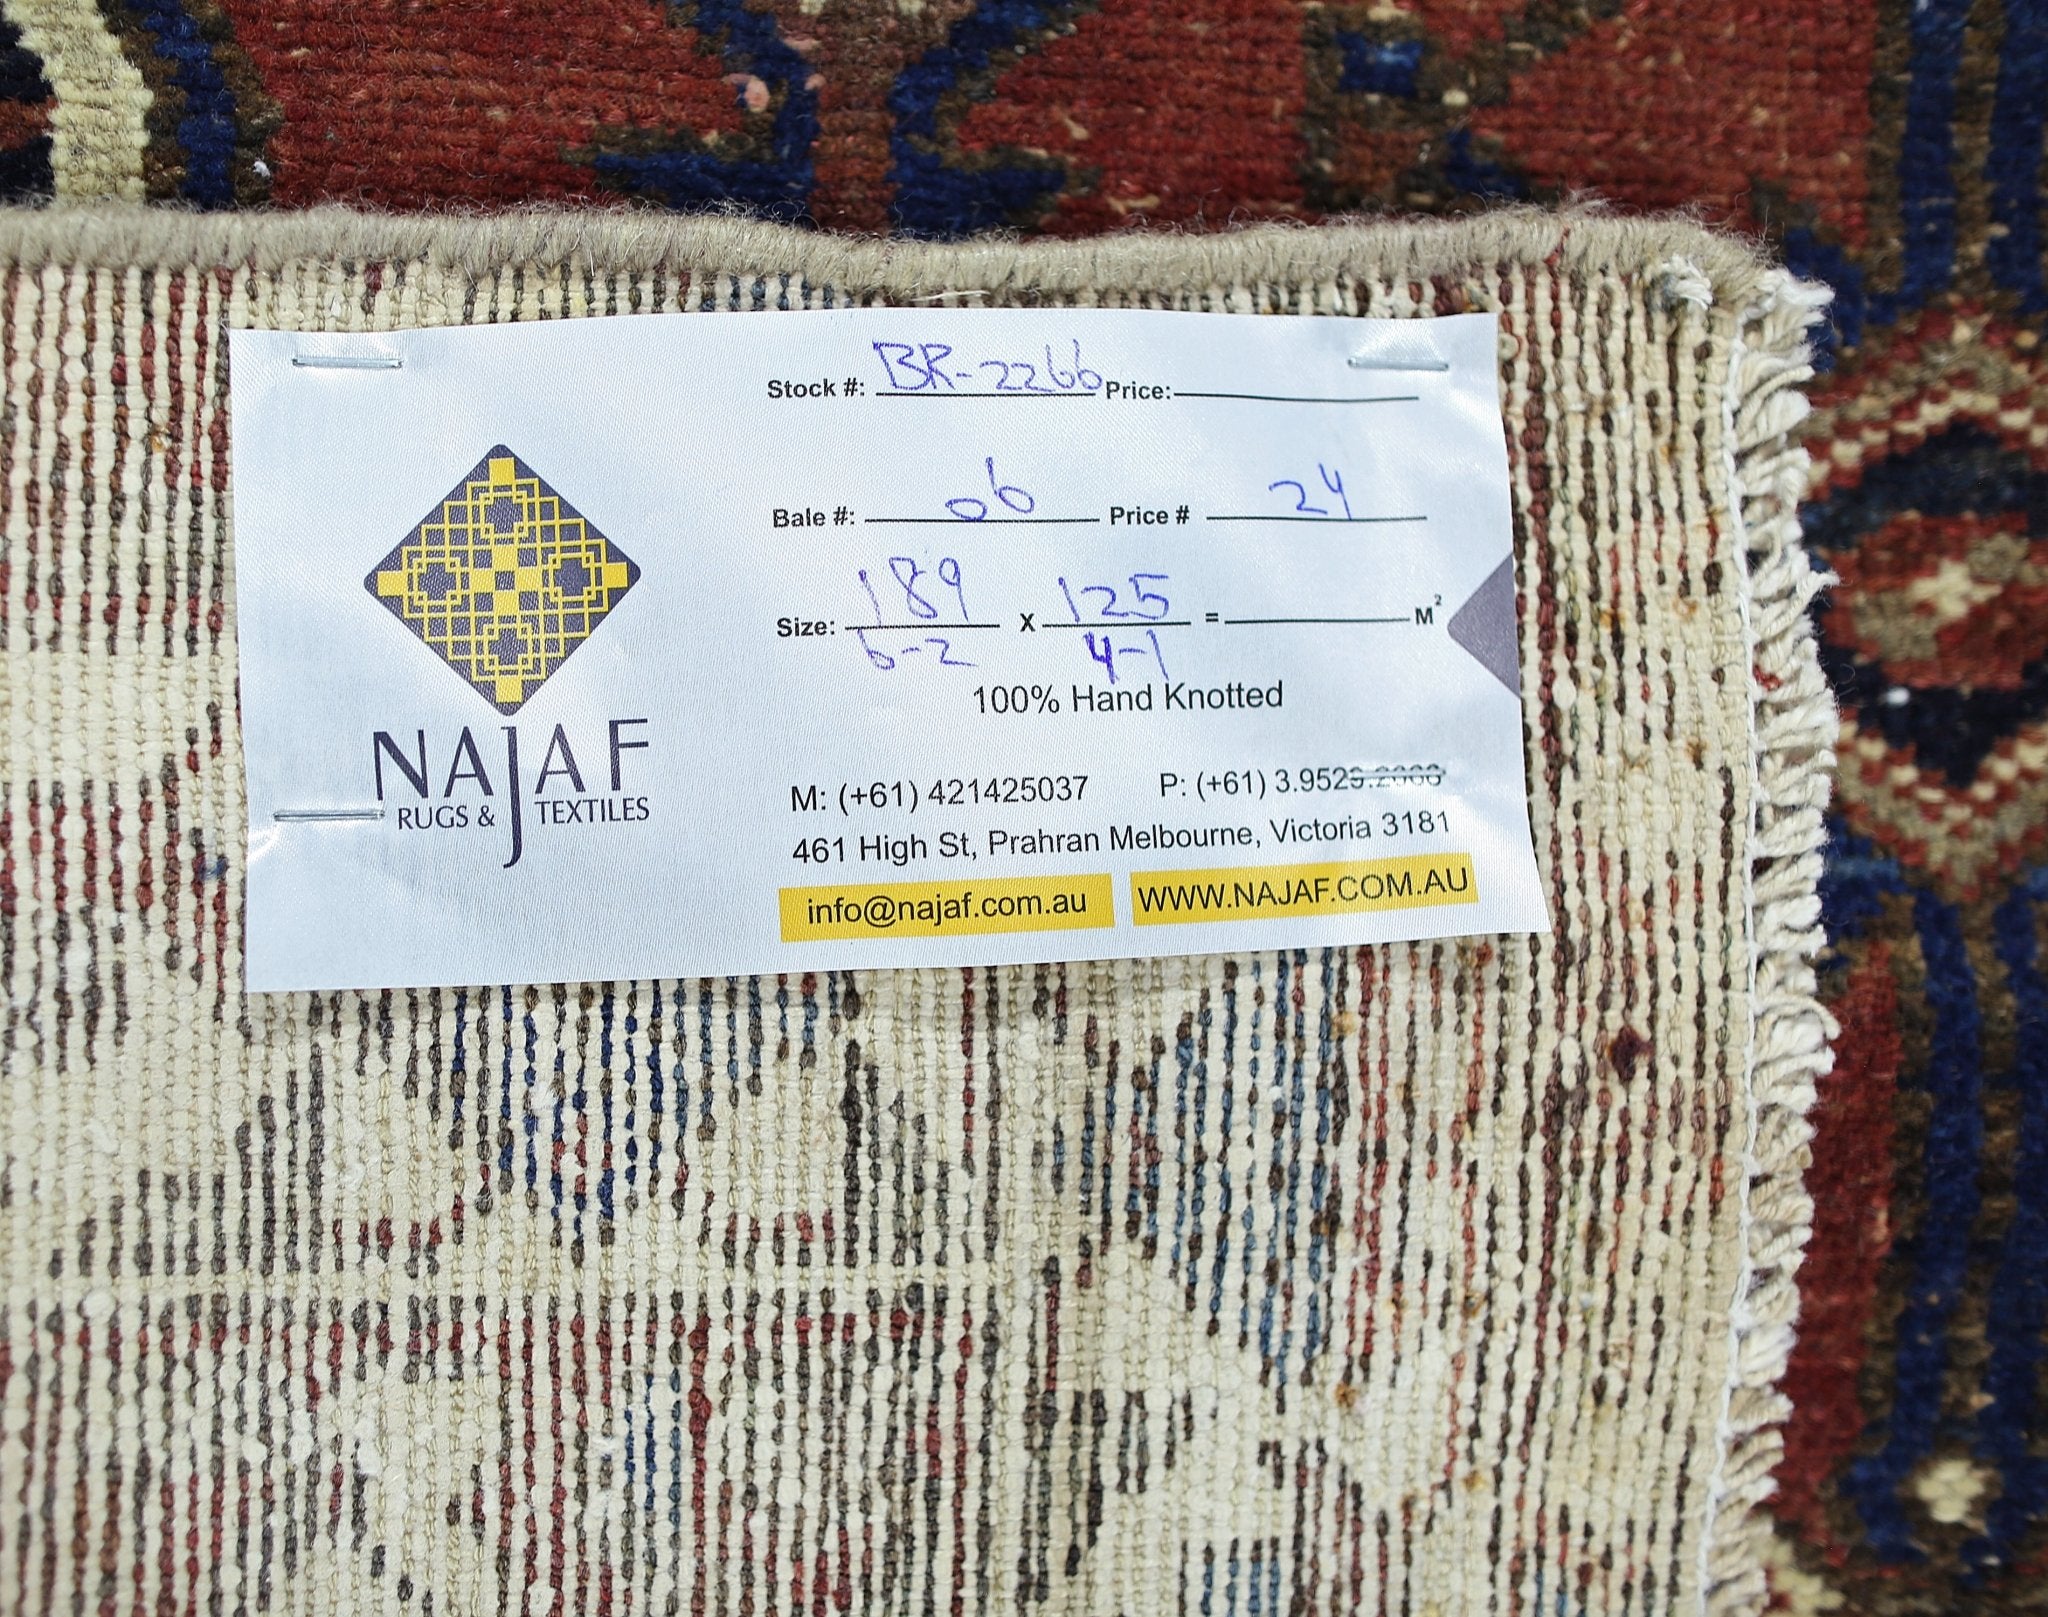 NAJAF
RUGS & TEXTILES
Stock #: BR-2266 Price:
Bale #: 06 Price # 24
Size: 189 x 125 = M²
6-2 4-1
100% Hand Knotted
M: (+61) 421425037 P: (+61) 3.9529.2000
461 High St, Prahran Melbourne, Victoria 3181
info@najaf.com.au WWW.NAJAF.COM.AU